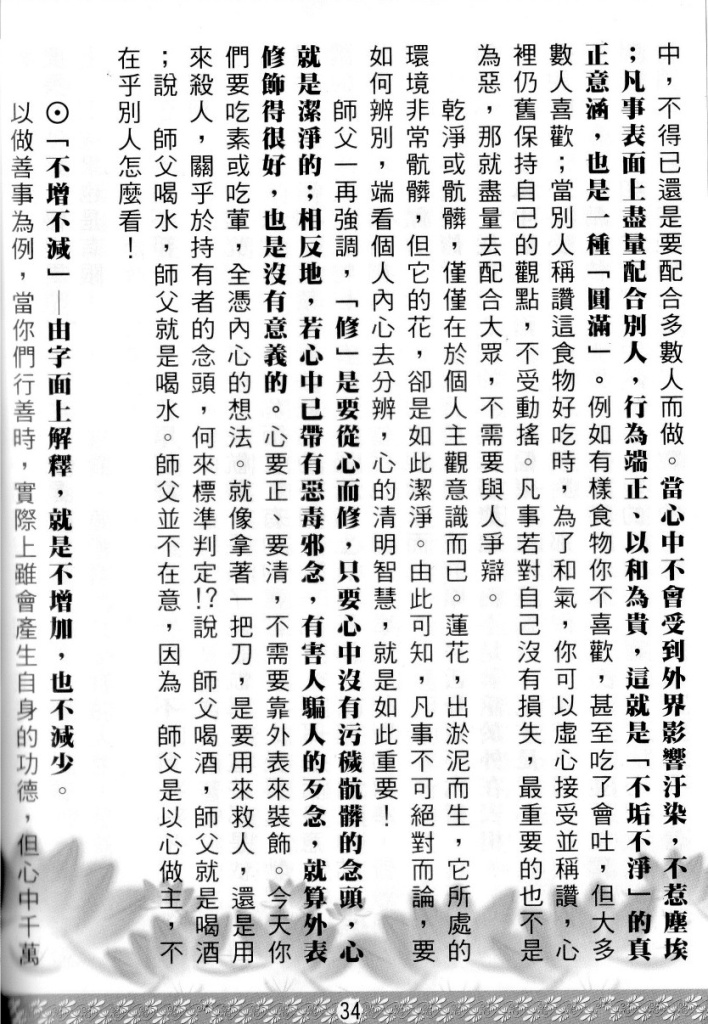 中，不得已還是要配合多數人而做。當心中不會受到外界影響汙染，不惹塵埃
；凡事表面上盡量配合別人，行為端正、以和為貴，這就是「不垢不淨」的真
正意涵，也是一種「圓滿」。例如有樣食物你不喜歡，甚至吃了會吐，但大多
數人喜歡；當別人稱讚這食物好吃時，為了和氣，你可以虛心接受並稱讚，心
裡仍舊保持自己的觀點，不受動搖。凡事若對自己沒有損失，最重要的也不是
為惡，那就盡量去配合大眾，不需要與人爭辯。
乾淨或骯髒，僅僅在於個人主觀意識而已。蓮花，出淤泥而生，它所處的
環境非常骯髒，但它的花，卻是如此潔淨。由此可知，凡事不可絕對而論，要
如何辨別，端看個人內心去分辨，心的清明智慧，就是如此重要！
師父一再強調，「修」是要從心而修，只要心中沒有污穢骯髒的念頭，心
就是潔淨的；相反地，若心中已帶有惡毒邪念，有害人騙人的歹念，就算外表
修飾得很好，也是沒有意義的。心要正、要清，不需要靠外表來裝飾。今天你
們要吃素或吃葷，全憑內心的想法。就像拿著一把刀，是要用來救人，還是用
來殺人，關乎於持有者的念頭，何來標準判定!?說　師父喝酒，師父就是喝酒
；說　師父喝水，師父就是喝水。師父並不在意，因為　師父是以心做主，不
在乎別人怎麼看！
⊙「不增不減」—由字面上解釋，就是不增加，也不減少。
以做善事為例，當你們行善時，實際上雖會產生自身的功德，但心中千萬
34